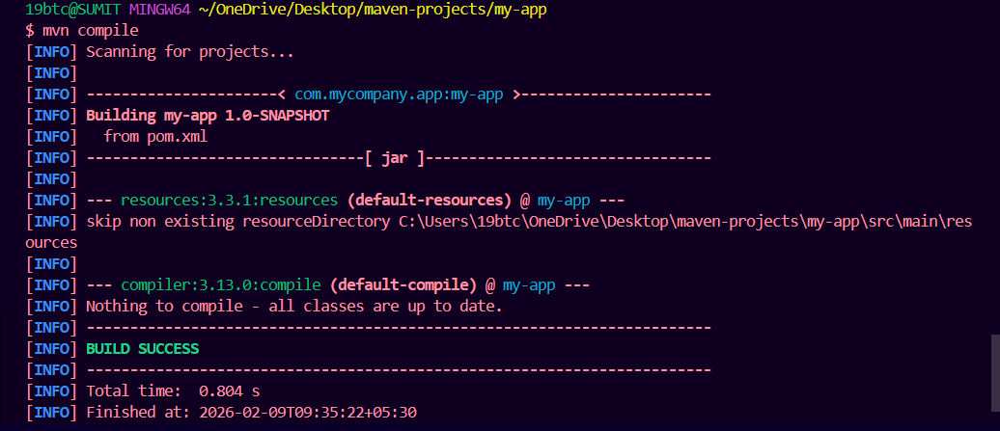 19btc@SUMIT MINGW64 ~/OneDrive/Desktop/maven-projects/my-app
$ mvn compile
[INFO] Scanning for projects...
[INFO]
[INFO] ----------------------< com.mycompany.app:my-app >----------------------
[INFO] Building my-app 1.0-SNAPSHOT
[INFO]   from pom.xml
[INFO] --------------------------------[ jar ]---------------------------------
[INFO]
[INFO] --- resources:3.3.1:resources (default-resources) @ my-app ---
[INFO] skip non existing resourceDirectory C:\Users\19btc\OneDrive\Desktop\maven-projects\my-app\src\main\res
ources
[INFO]
[INFO] --- compiler:3.13.0:compile (default-compile) @ my-app ---
[INFO] Nothing to compile - all classes are up to date.
[INFO] ------------------------------------------------------------------------
[INFO] BUILD SUCCESS
[INFO] ------------------------------------------------------------------------
[INFO] Total time:  0.804 s
[INFO] Finished at: 2026-02-09T09:35:22+05:30